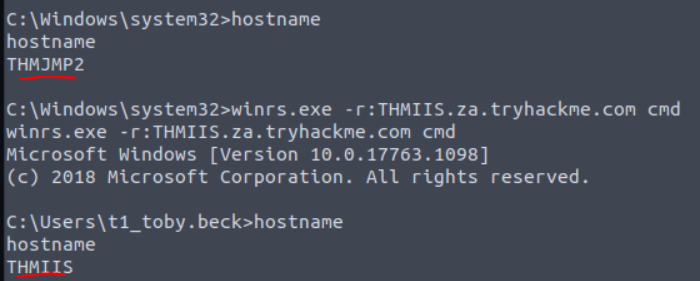 C:\Windows\system32>hostname
hostname
THMJMP2
C:\Windows\system32>winrs.exe -r:THMIIS.za.tryhackme.com cmd
winrs.exe -r:THMIIS.za.tryhackme.com cmd
Microsoft Windows [Version 10.0.17763.1098]
(c) 2018 Microsoft Corporation. All rights reserved.
C:\Users\t1_toby.beck>hostname
hostname
THMIIS